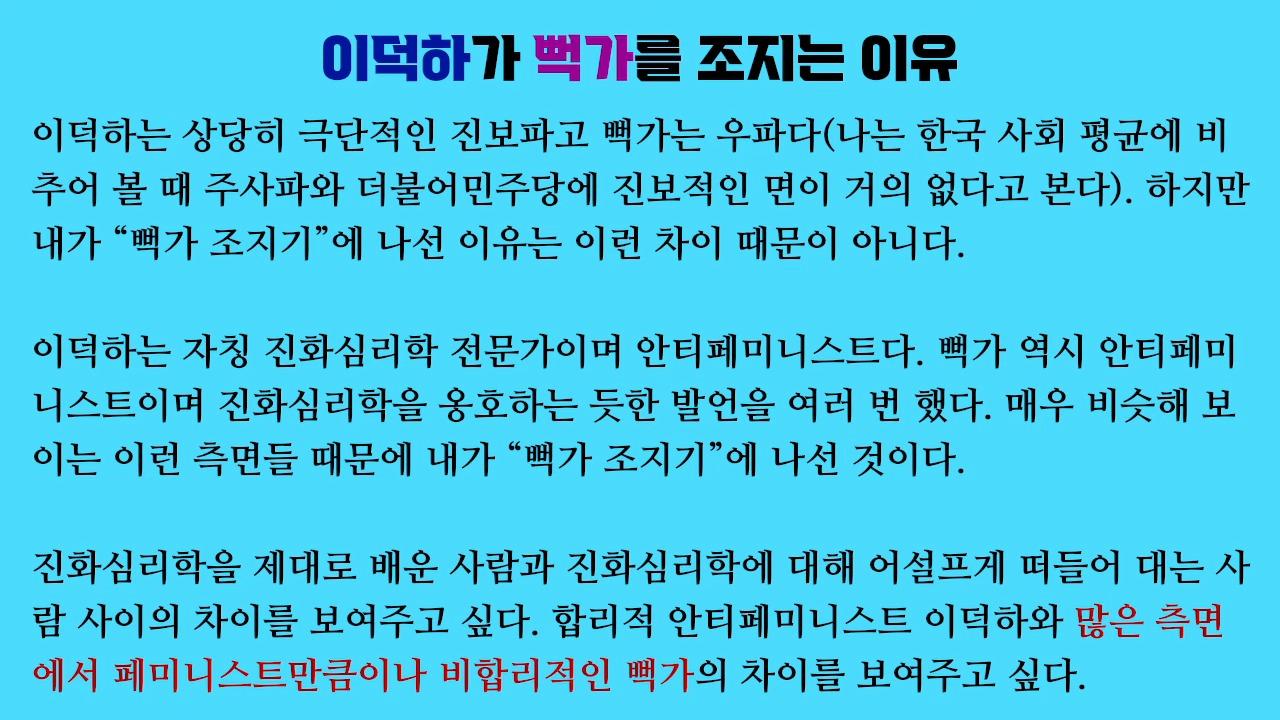 이덕하가 뻑가를 조지는 이유
이덕하는 상당히 극단적인 진보파고 뻑가는 우파다(나는 한국 사회 평균에 비
추어 볼 때 주사파와 더불어민주당에 진보적인 면이 거의 없다고 본다). 하지만
내가 “뻑가 조지기”에 나선 이유는 이런 차이 때문이 아니다.
이덕하는 자칭 진화심리학 전문가이며 안티페미니스트다. 뻑가 역시 안티페미
니스트이며 진화심리학을 옹호하는 듯한 발언을 여러 번 했다. 매우 비슷해 보
이는 이런 측면들 때문에 내가 “뻑가 조지기”에 나선 것이다.
진화심리학을 제대로 배운 사람과 진화심리학에 대해 어설프게 떠들어 대는 사
람 사이의 차이를 보여주고 싶다. 합리적 안티페미니스트 이덕하와 많은 측면
에서 페미니스트만큼이나 비합리적인 뻑가의 차이를 보여주고 싶다.